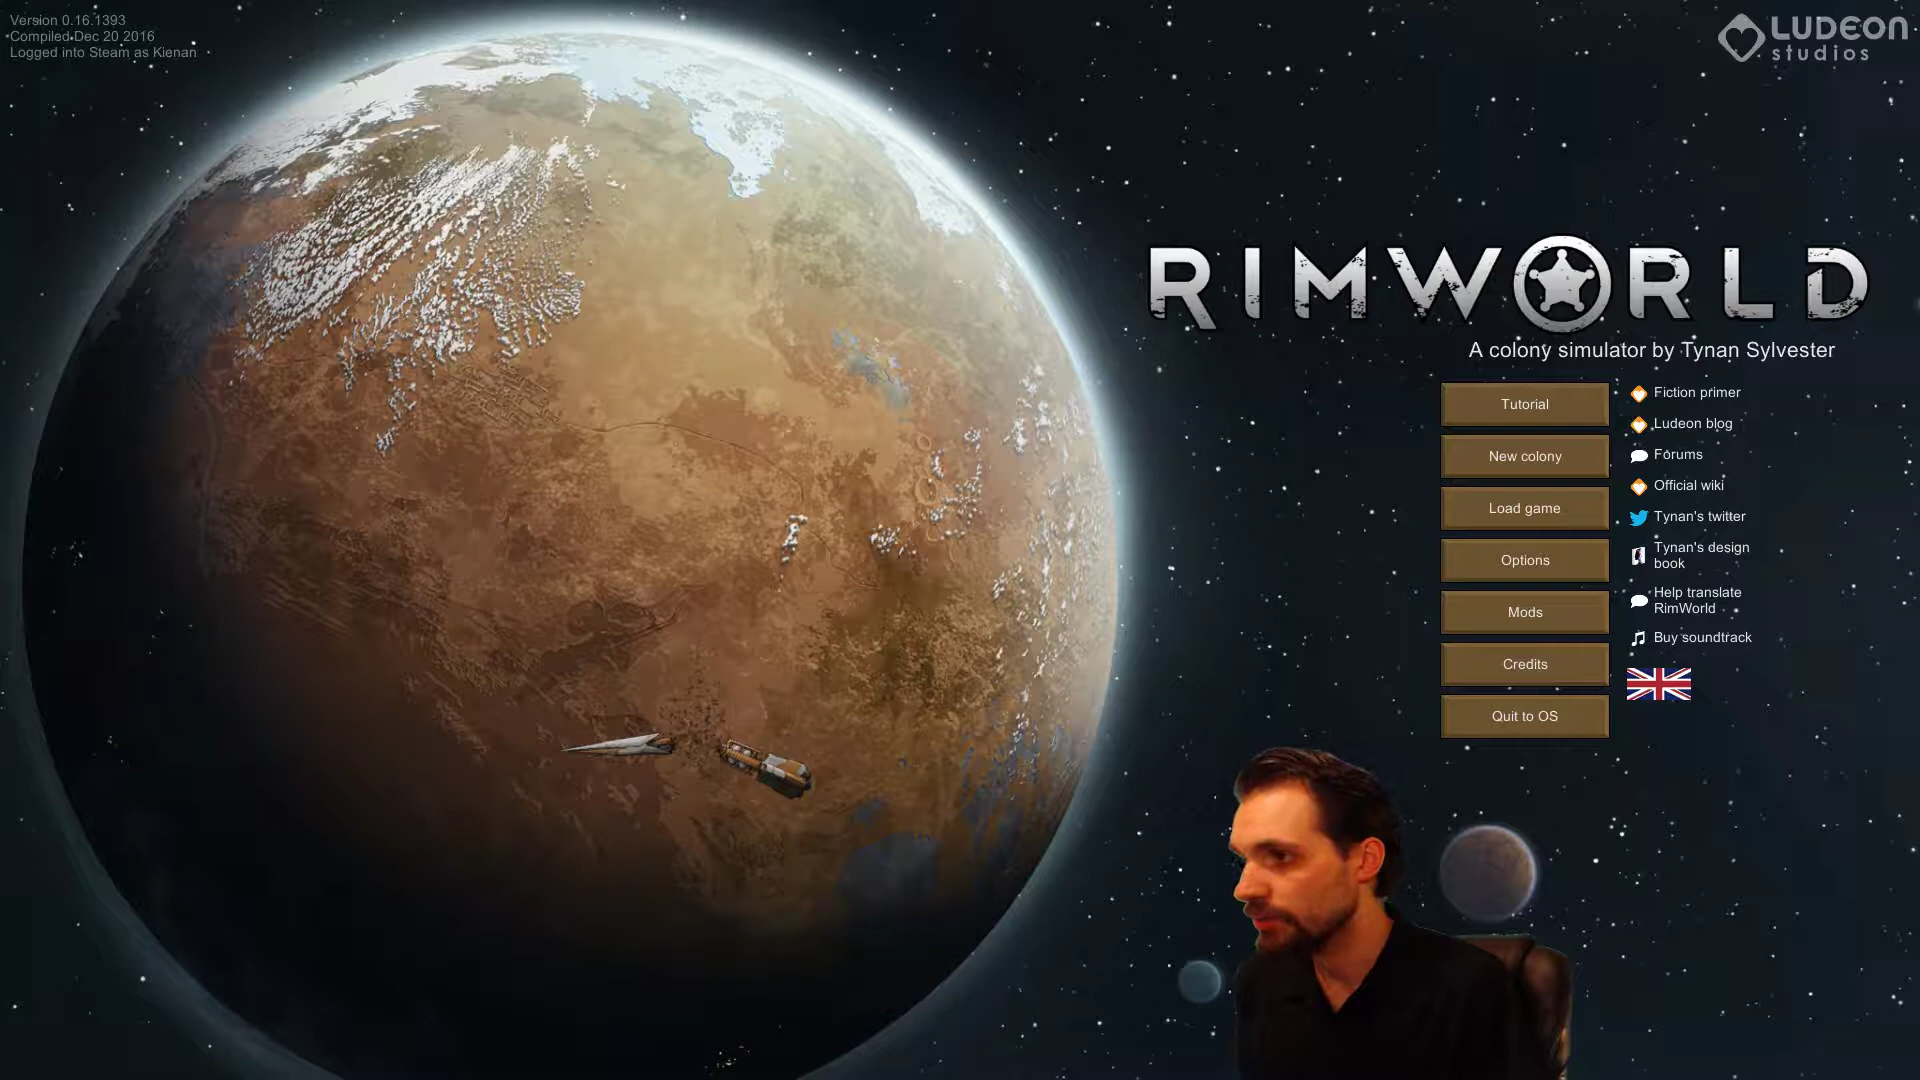 Version 0.16.1393
Compiled Dec 20 2016
Logged into Steam as Kienan
LUDEON
studios
RIMWORLD
A colony simulator by Tynan Sylvester
Tutorial
New colony
Load game
Options
Mods
Credits
Quit to OS
Fiction primer
Ludeon blog
Forums
Official wiki
Tynan's twitter
Tynan's design
book
Help translate
RimWorld
Buy soundtrack